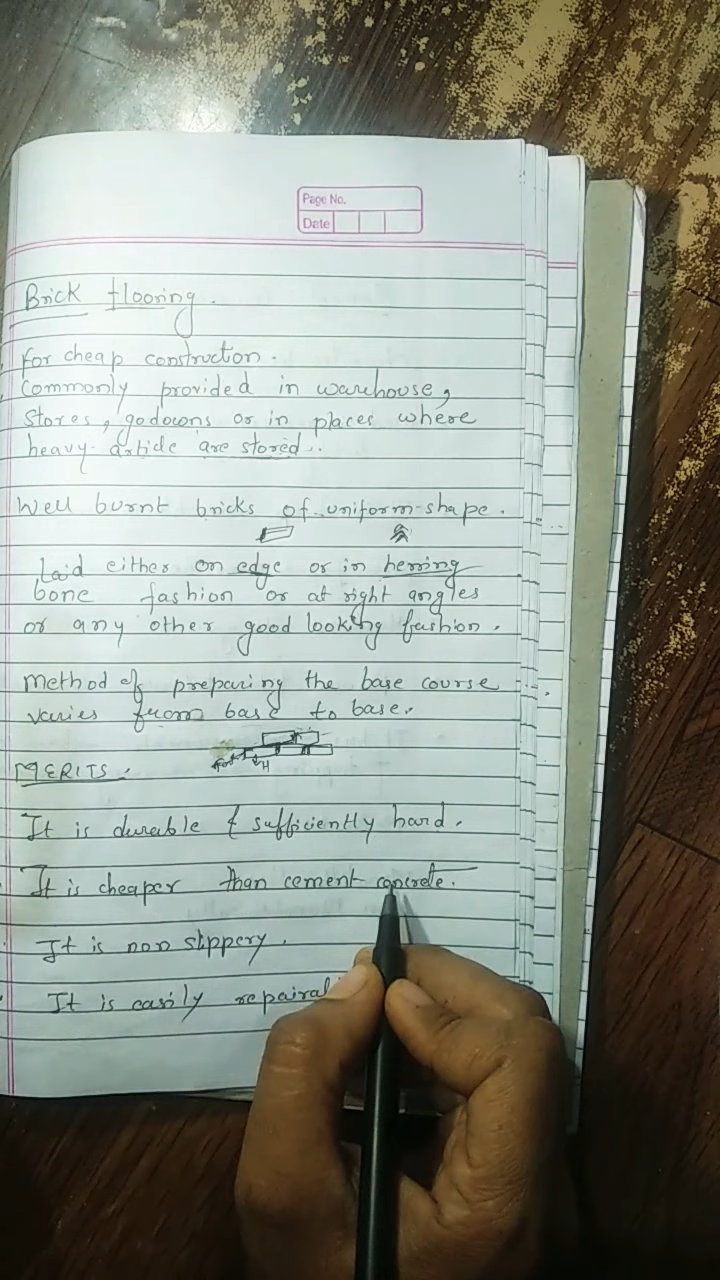 Page No.
Date
Brick flooring.
for cheap construction.
Commonly provided in warehouse,
Stores, godowns or in places where
heavy article are stored..
Well burnt bricks of uniform shape.
Laid either on edge or in herring
bone fashion or at right angles
or any other good looking fashion.
Method of preparing the base course
varies from base to base.
MERITS.
It is durable & sufficiently hard.
It is cheaper than cement concrete.
It is non slippery.
It is easily